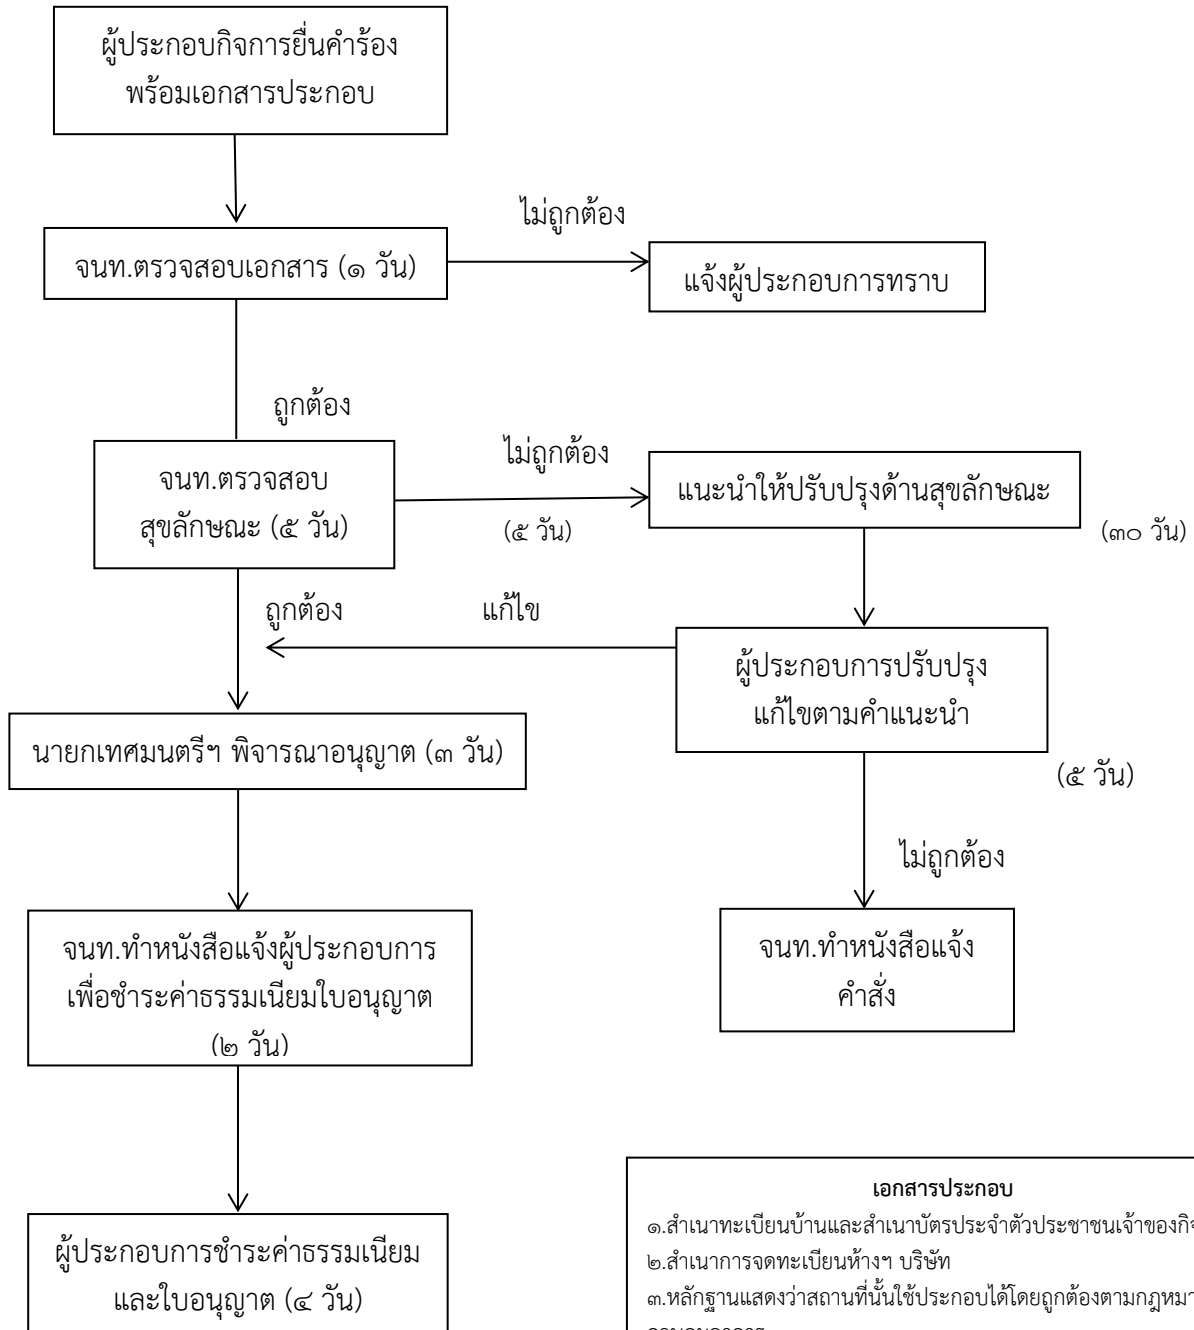 ผู้ประกอบกิจการยื่นคำร้อง
พร้อมเอกสารประกอบ
ไม่ถูกต้อง
จนท.ตรวจสอบเอกสาร (๑ วัน)
แจ้งผู้ประกอบการทราบ
ถูกต้อง
จนท.ตรวจสอบ
สุขลักษณะ (๕ วัน)
ไม่ถูกต้อง
(๕ วัน)
แนะนำให้ปรับปรุงด้านสุขลักษณะ
(๓๐ วัน)
ถูกต้อง
แก้ไข
ผู้ประกอบการปรับปรุง
แก้ไขตามคำแนะนำ
(๕ วัน)
นายกเทศมนตรีฯ พิจารณาอนุญาต (๓ วัน)
ไม่ถูกต้อง
จนท.ทำหนังสือแจ้งผู้ประกอบการ
เพื่อชำระค่าธรรมเนียมใบอนุญาต
(๒ วัน)
จนท.ทำหนังสือแจ้ง
คำสั่ง
ผู้ประกอบการชำระค่าธรรมเนียม
และใบอนุญาต (๔ วัน)
เอกสารประกอบ
๑.สำเนาทะเบียนบ้านและสำเนาบัตรประจำตัวประชาชนเจ้าของกิจ
๒.สำเนาการจดทะเบียนห้างฯ บริษัท
๓.หลักฐานแสดงว่าสถานที่นั้นใช้ประกอบได้โดยถูกต้องตามกฎหมา